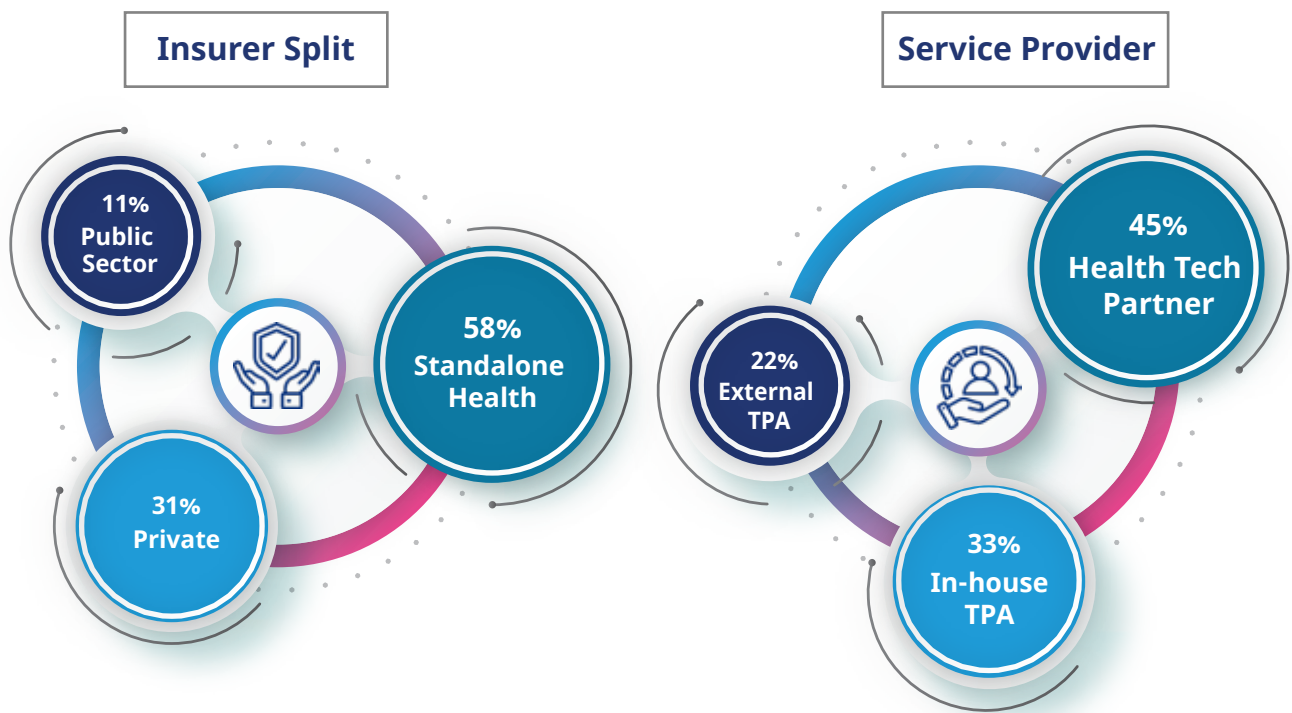 Insurer Split
11%
Public
Sector
58%
Standalone
Health
31%
Private
Service Provider
45%
Health Tech
Partner
22%
External
TPA
33%
In-house
TPA